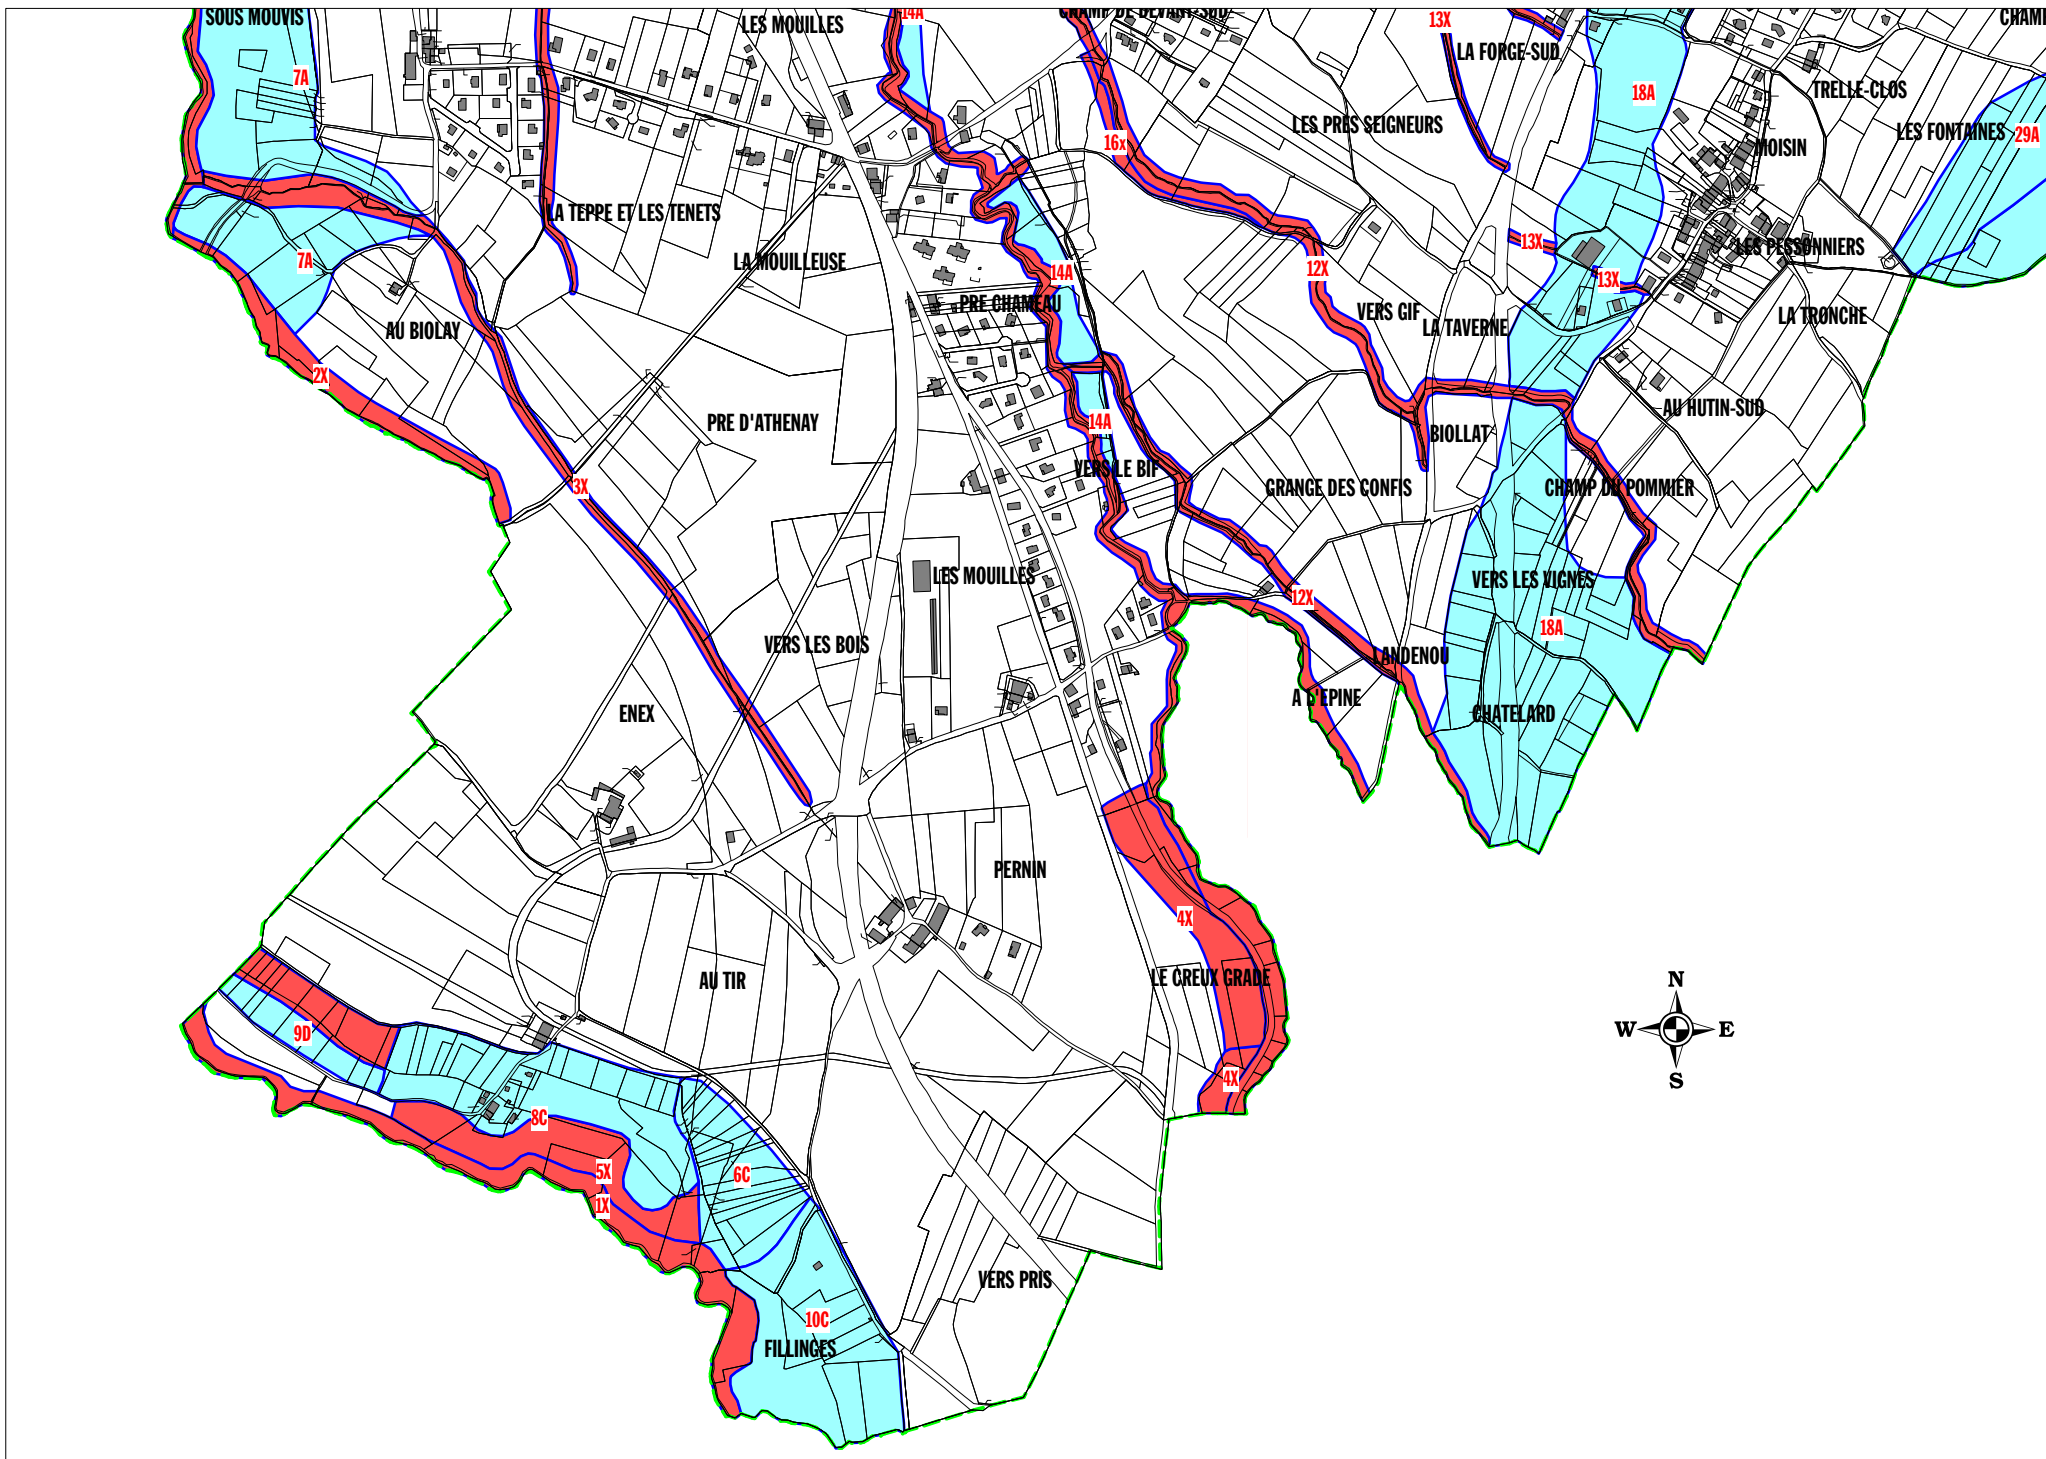 SOUS MOUVIS
LES MOUILLES
14A
CHAMP DE DEVANT-SUD
13X
LA FORGE-SUD
7A
18A
TRELLE-CLOS
LES PRES SEIGNEURS
LES FONTAINES
29A
16x
MOISIN
LA TEPPE ET LES TENETS
13X
LES PESSONNIERS
7A
LA MOUILLEUSE
14A
12X
13X
PRE CHAMEAU
VERS GIF
LA TAVERNE
LA TRONCHE
AU BIOLAY
2X
PRE D'ATHENAY
14A
AU HUTIN-SUD
BIOLLAT
VERS LE BIF
3X
GRANGE DES CONFIS
CHAMP DU POMMIER
LES MOUILLES
VERS LES VIGNES
12X
18A
VERS LES BOIS
LANDENOU
A L'EPINE
ENEX
CHATELARD
PERNIN
4X
AU TIR
LE CREUX GRADE
N
W
E
S
9D
4X
8C
5X
6C
1X
VERS PRIS
10C
FILLINGES